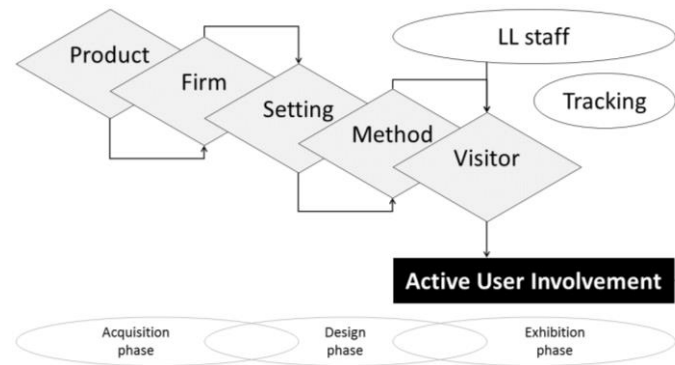 Product
Firm
Setting
Method
Visitor
LL staff
Tracking
Active User Involvement
Acquisition
phase
Design
phase
Exhibition
phase